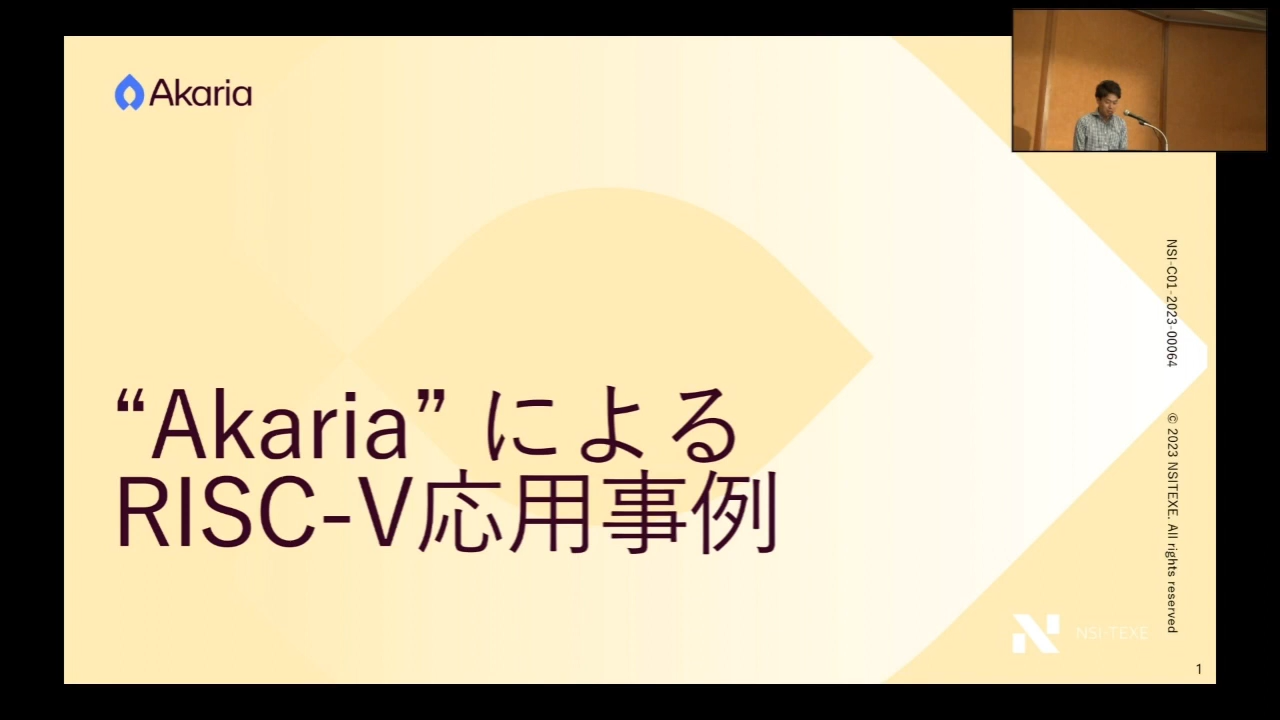 Akaria
“Akaria” による
RISC-V応用事例
NSI-C01-2023-00064
© 2023 NSITEXE. All rights reserved
NSI-TEXE
1